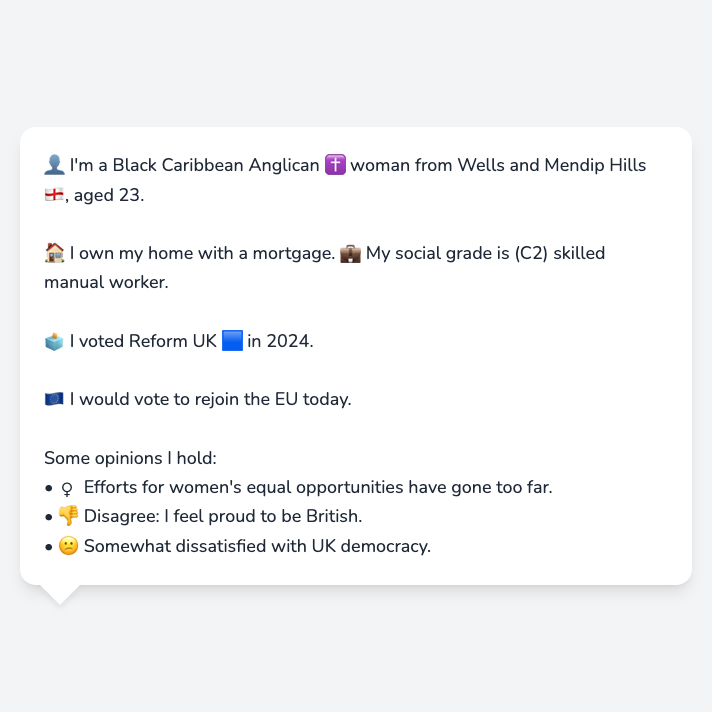 👤 I'm a Black Caribbean Anglican ✝️ woman from Wells and Mendip Hills
🏴󠁧󠁢󠁥󠁮󠁧󠁿, aged 23.
🏠 I own my home with a mortgage. 💼 My social grade is (C2) skilled
manual worker.
🗳️ I voted Reform UK 🟦 in 2024.
🇪🇺 I would vote to rejoin the EU today.
Some opinions I hold:
• ♀️ Efforts for women's equal opportunities have gone too far.
• 👎 Disagree: I feel proud to be British.
• 😕 Somewhat dissatisfied with UK democracy.